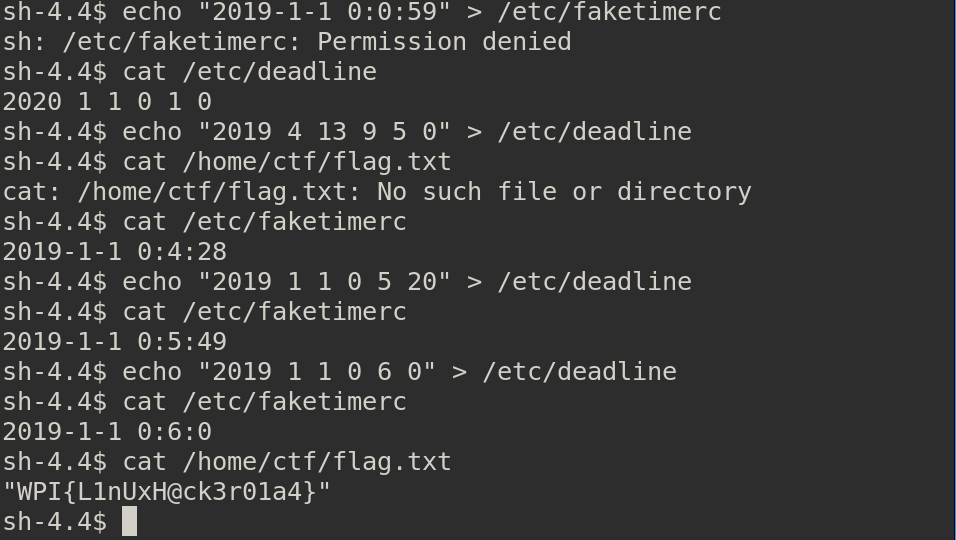 sh-4.4$ echo "2019-1-1 0:0:59" > /etc/faketimerc
sh: /etc/faketimerc: Permission denied
sh-4.4$ cat /etc/deadline
2020 1 1 0 1 0
sh-4.4$ echo "2019 4 13 9 5 0" > /etc/deadline
sh-4.4$ cat /home/ctf/flag.txt
cat: /home/ctf/flag.txt: No such file or directory
sh-4.4$ cat /etc/faketimerc
2019-1-1 0:4:28
sh-4.4$ echo "2019 1 1 0 5 20" > /etc/deadline
sh-4.4$ cat /etc/faketimerc
2019-1-1 0:5:49
sh-4.4$ echo "2019 1 1 0 6 0" > /etc/deadline
sh-4.4$ cat /etc/faketimerc
2019-1-1 0:6:0
sh-4.4$ cat /home/ctf/flag.txt
"WPI{L1nUxH@ck3r01a4}"
sh-4.4$